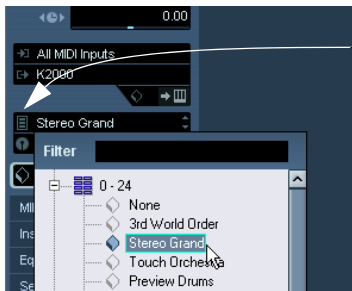 0.00
All MIDI Inputs
K2000
Stereo Grand
Filter
0 - 24
None
3rd World Order
Stereo Grand
Touch Orchestra
Preview Drums
MI
Ins
Eq
Se